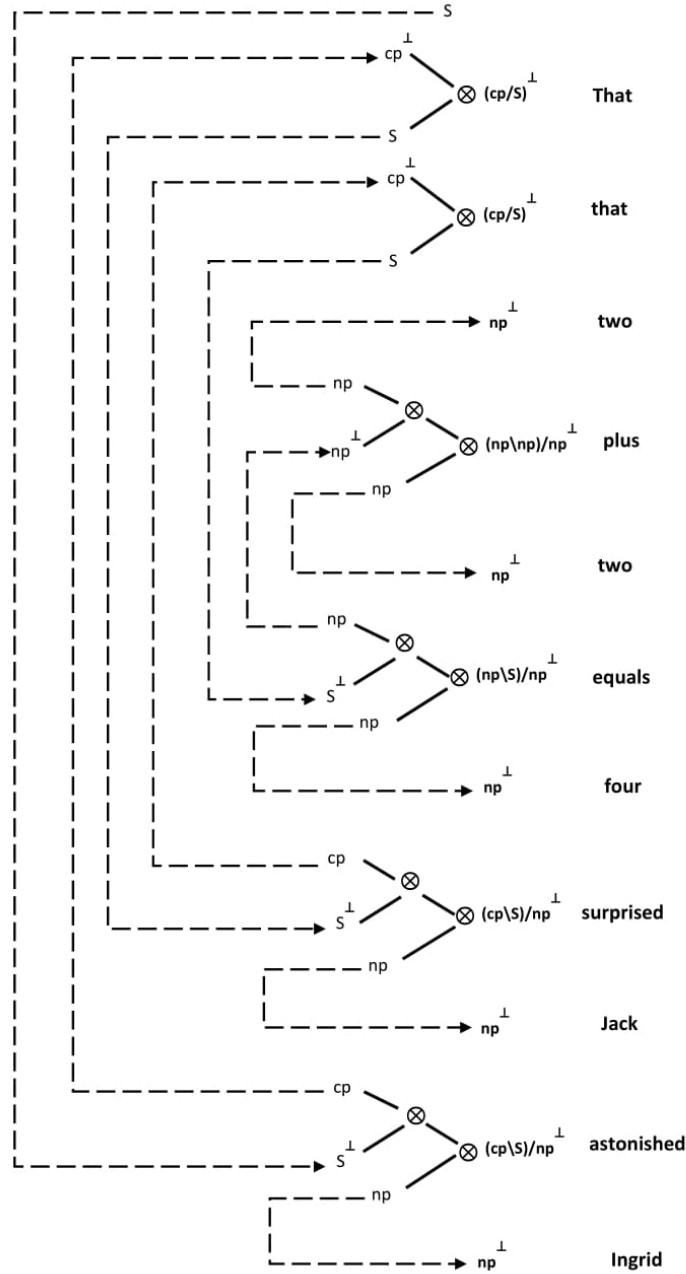 S
cp⊥
⊗ (cp/S)⊥ That
S
cp⊥
⊗ (cp/S)⊥ that
S
np⊥ two
np
⊗
np⊥ ⊗ (np\np)/np⊥ plus
np
np⊥ two
np
⊗
S⊥ ⊗ (np\S)/np⊥ equals
np
np⊥ four
cp
⊗
S⊥ ⊗ (cp\S)/np⊥ surprised
np
np⊥ Jack
cp
⊗
S⊥ ⊗ (cp\S)/np⊥ astonished
np
np⊥ Ingrid